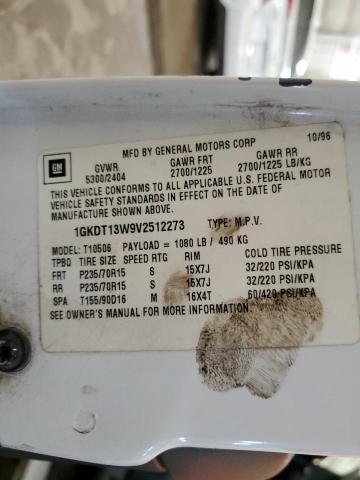 GM
MFD BY GENERAL MOTORS CORP 10/96
GVWR GAWR FRT GAWR RR
5300/2404 2700/1225 2700/1225 LB/KG
THIS VEHICLE CONFORMS TO ALL APPLICABLE U.S. FEDERAL MOTOR
VEHICLE SAFETY STANDARDS IN EFFECT ON THE DATE OF
MANUFACTURE SHOWN ABOVE.
1GKDT13W9V2512273 TYPE: M.P.V.
MODEL: T10506 PAYLOAD = 1080 LB / 490 KG
TPBQ TIRE SIZE SPEED RTG RIM COLD TIRE PRESSURE
FRT P235/70R15 S 15X7J 32/220 PSI/KPA
RR P235/70R15 S 15X7J 32/220 PSI/KPA
SPA T155/90D16 M 16X4T 60/420 PSI/KPA
SEE OWNER'S MANUAL FOR MORE INFORMATION.